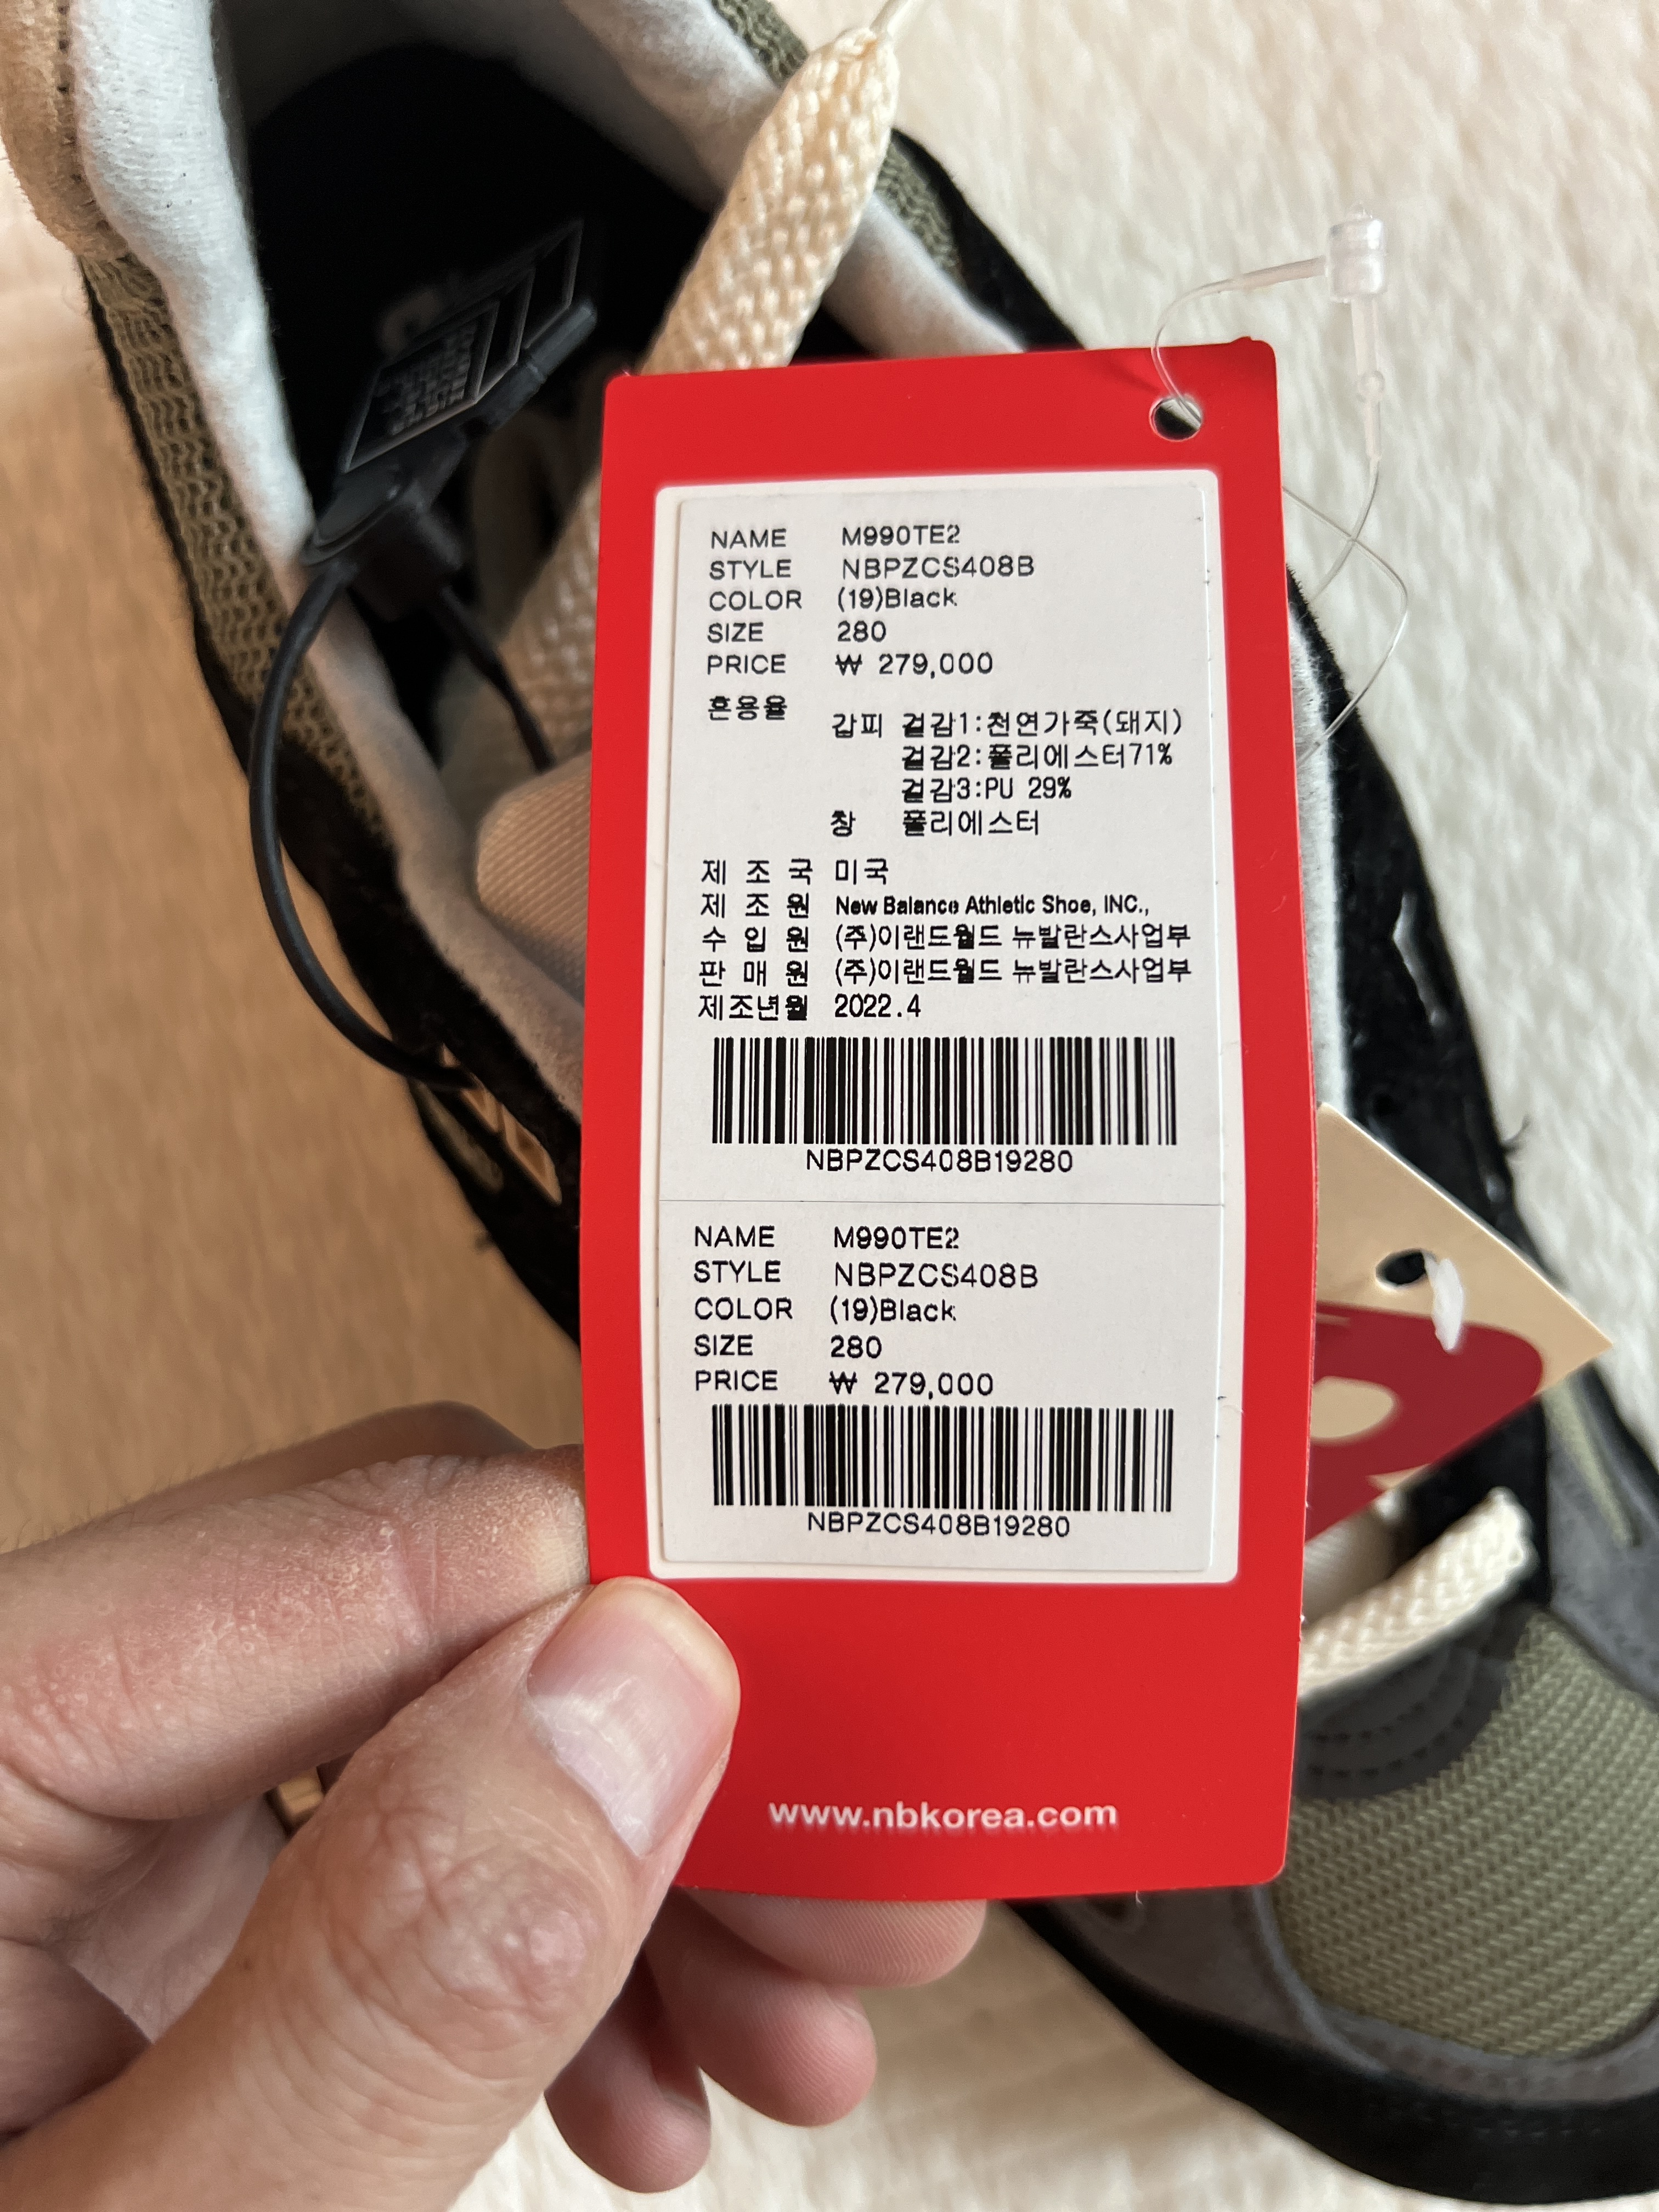 NAME M990TE2
STYLE NBPZCS408B
COLOR (19)Black
SIZE 280
PRICE ₩ 279,000
혼용율
갑피 겉감1:천연가죽(돼지)
겉감2:폴리에스터71%
겉감3:PU 29%
창 폴리에스터
제 조 국 미국
제 조 원 New Balance Athletic Shoe, INC.,
수 입 원 (주)이랜드월드 뉴발란스사업부
판 매 원 (주)이랜드월드 뉴발란스사업부
제조년월 2022.4
NBPZCS408B19280
NAME M990TE2
STYLE NBPZCS408B
COLOR (19)Black
SIZE 280
PRICE ₩ 279,000
NBPZCS408B19280
www.nbkorea.com